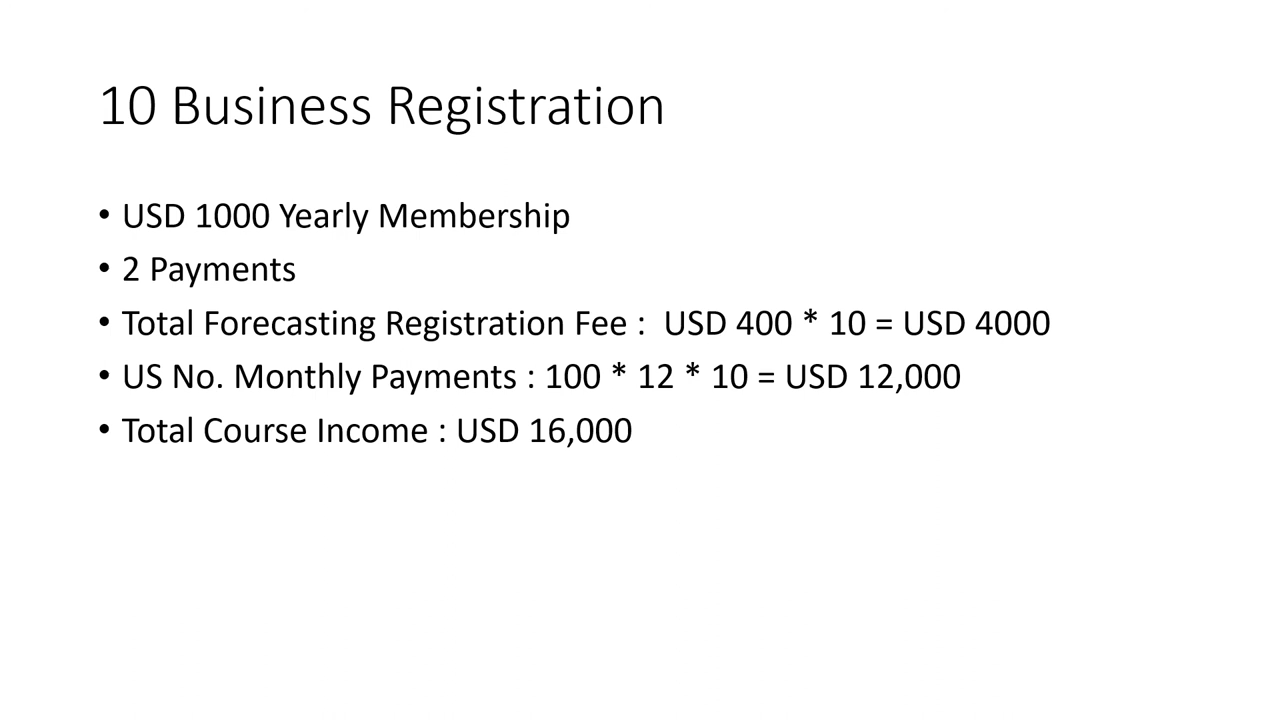 10 Business Registration
• USD 1000 Yearly Membership
• 2 Payments
• Total Forecasting Registration Fee :  USD 400 * 10 = USD 4000
• US No. Monthly Payments : 100 * 12 * 10 = USD 12,000
• Total Course Income : USD 16,000